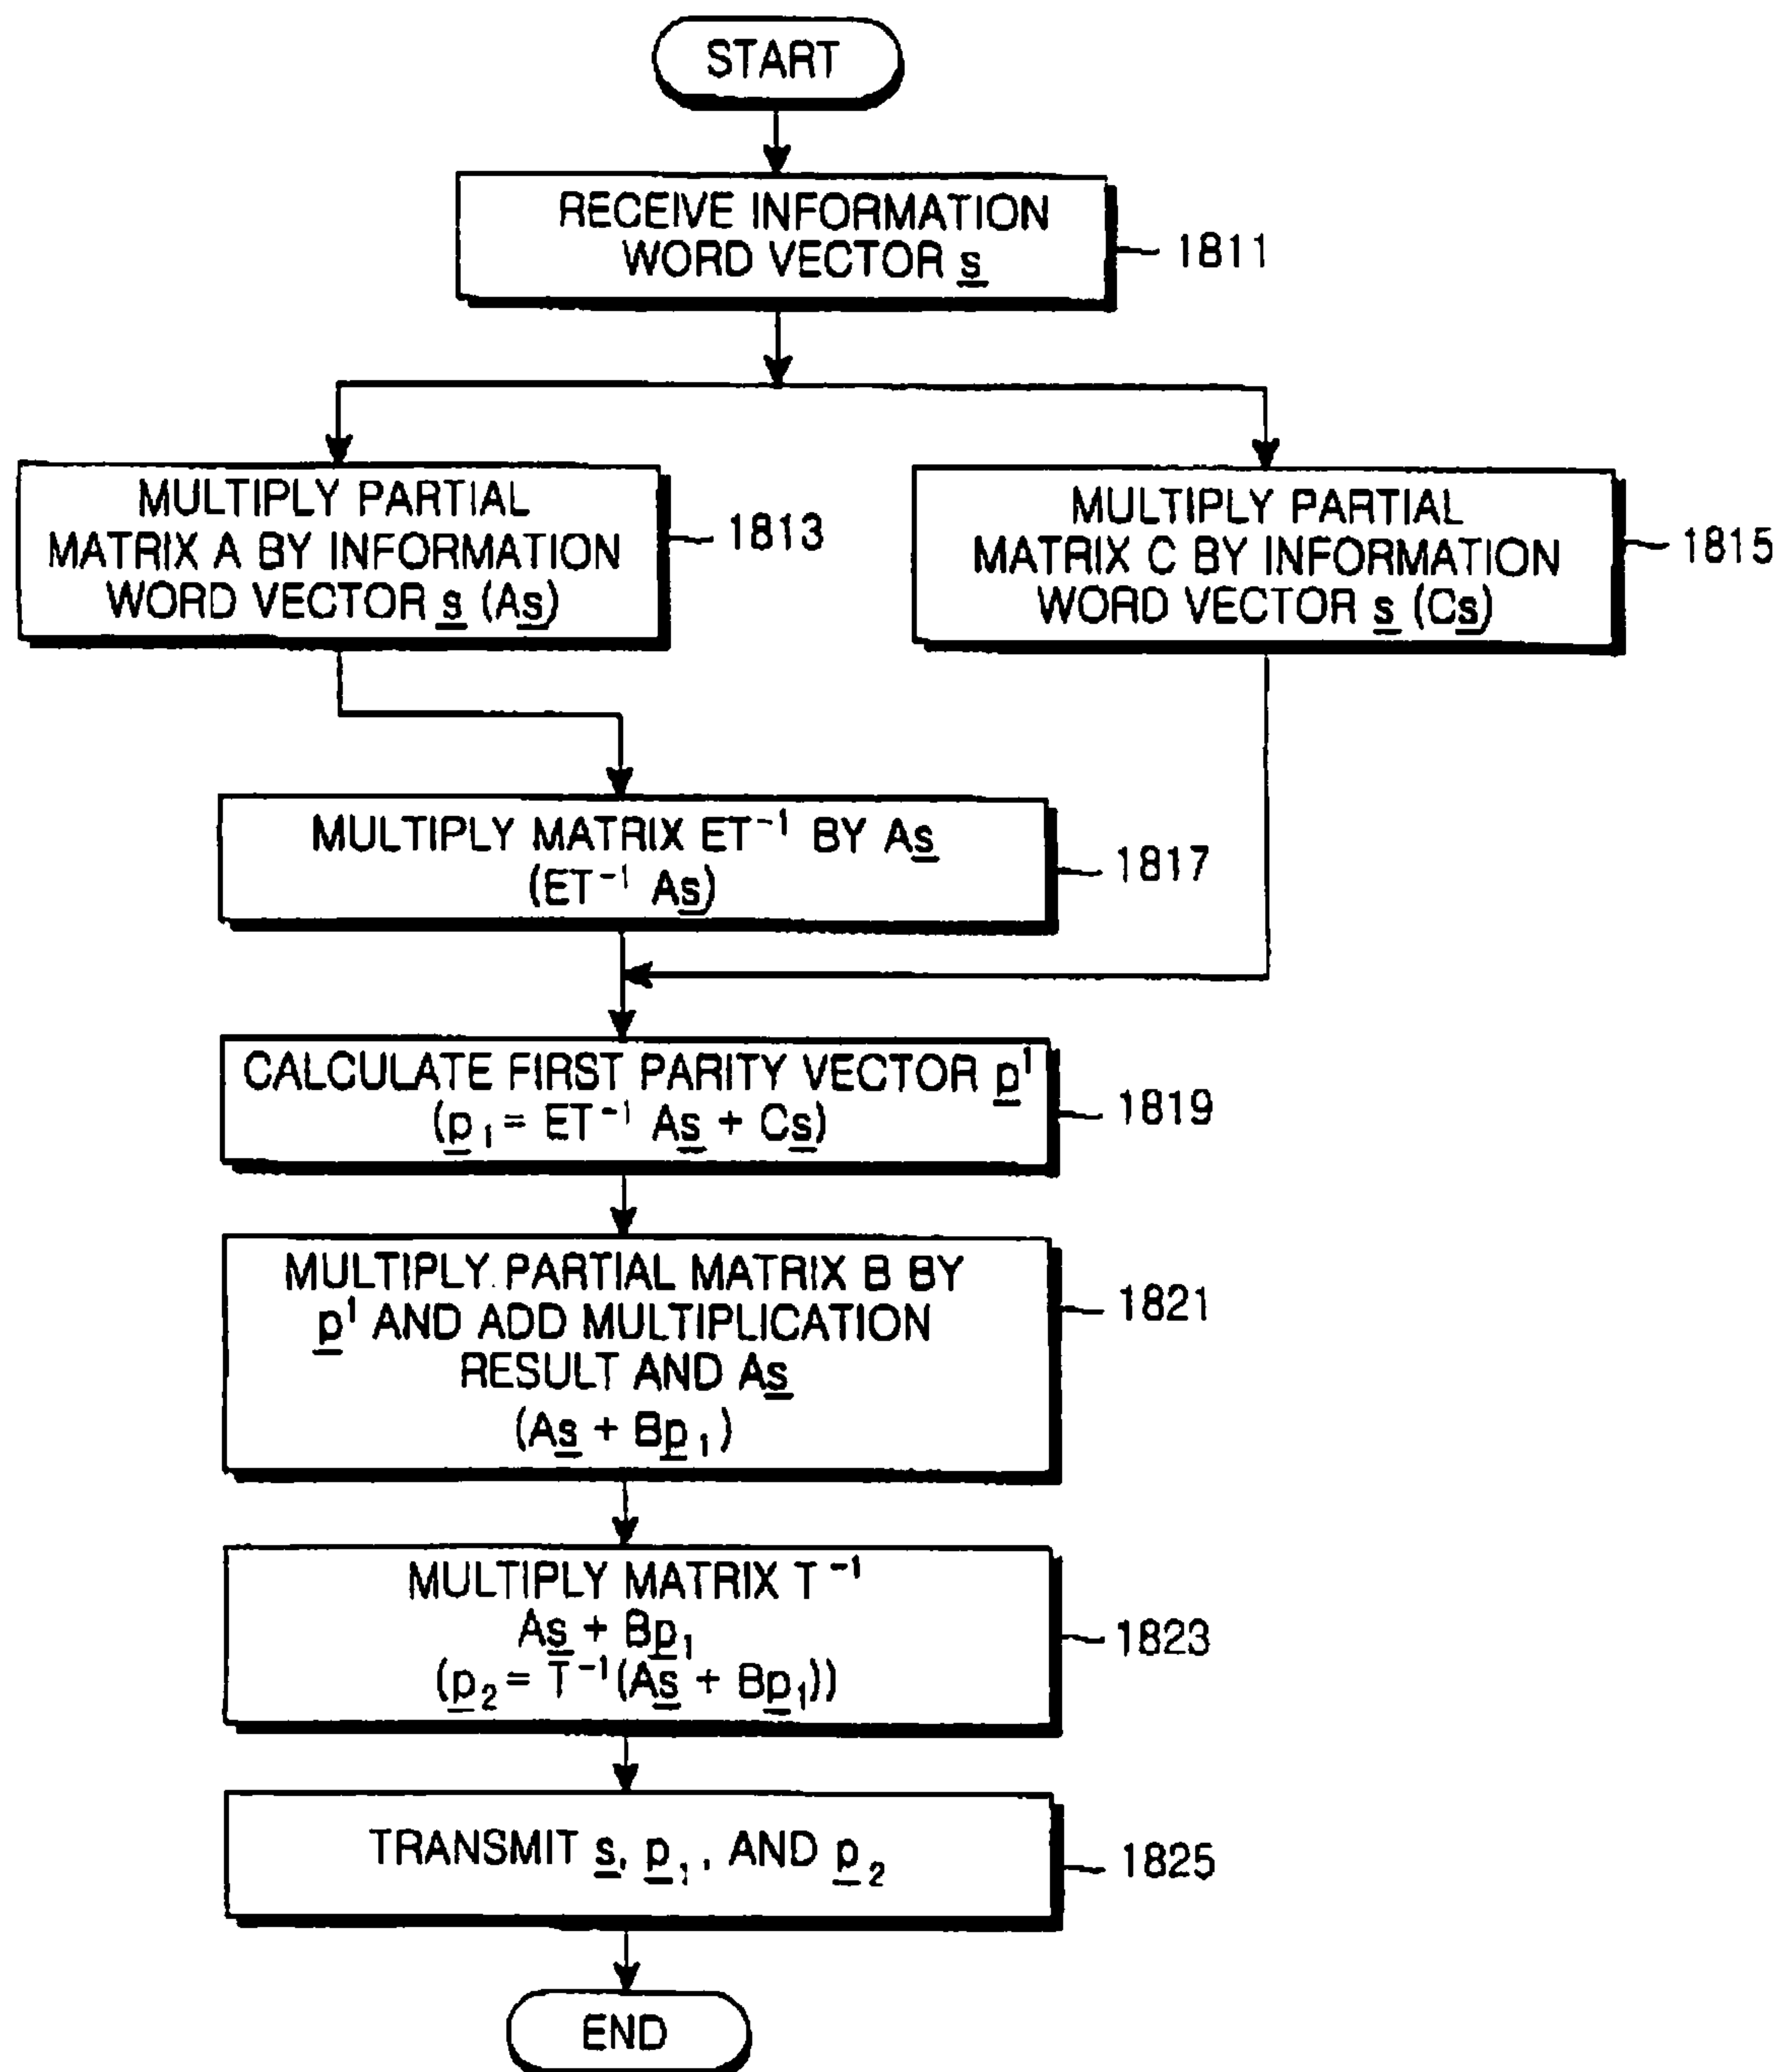 START
RECEIVE INFORMATION
WORD VECTOR s
1811
MULTIPLY PARTIAL
MATRIX A BY INFORMATION
WORD VECTOR s (As)
1813
MULTIPLY PARTIAL
MATRIX C BY INFORMATION
WORD VECTOR s (Cs)
1815
MULTIPLY MATRIX ET⁻¹ BY As
(ET⁻¹ As)
1817
CALCULATE FIRST PARITY VECTOR p¹
(p₁ = ET⁻¹ As + Cs)
1819
MULTIPLY PARTIAL MATRIX B BY
p¹ AND ADD MULTIPLICATION
RESULT AND As
(As + Bp₁)
1821
MULTIPLY MATRIX T⁻¹
As + Bp₁
(p₂ = T⁻¹(As + Bp₁))
1823
TRANSMIT s, p₁, AND p₂
1825
END